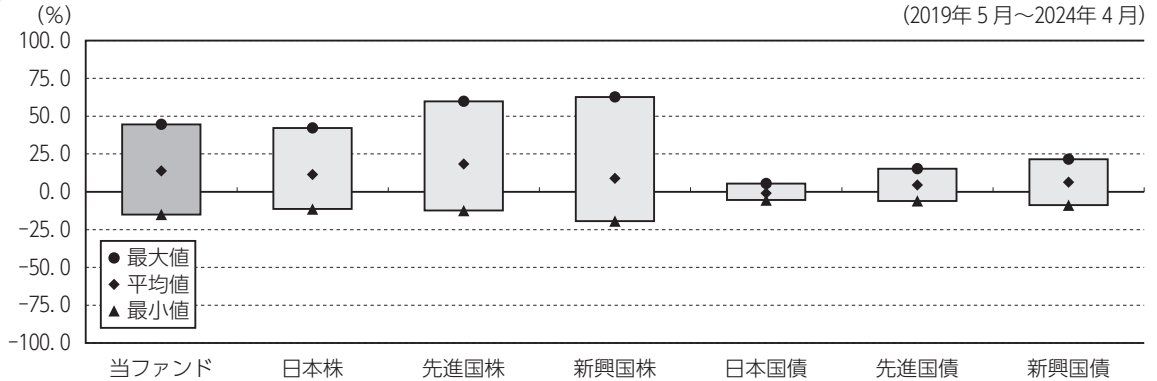 (%)
(2019年5月～2024年4月)
100.0
75.0
50.0
25.0
0.0
-25.0
-50.0
-75.0
-100.0
最大値
平均値
最小値
当ファンド 日本株 先進国株 新興国株 日本国債 先進国債 新興国債